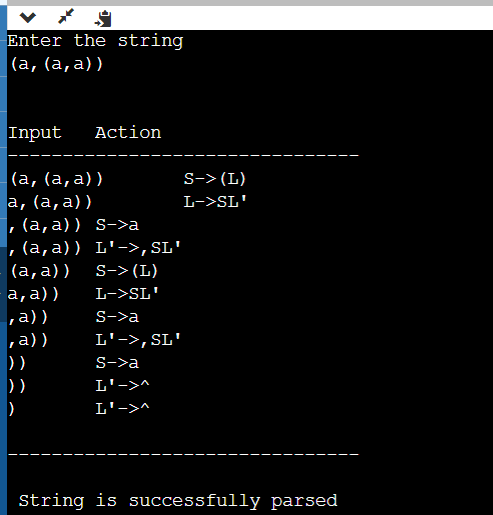 Enter the string
(a,(a,a))
Input   Action
--------------------------------
(a,(a,a))       S->(L)
a,(a,a))        L->SL'
,(a,a)) S->a
,(a,a)) L'->,SL'
(a,a))  S->(L)
a,a))   L->SL'
,a))    S->a
,a))    L'->,SL'
))      S->a
))      L'->^
)       L'->^
--------------------------------
String is successfully parsed